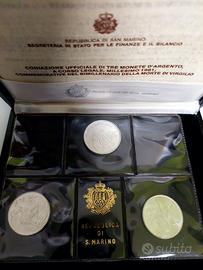 REPUBBLICA DI SAN MARINO
SEGRETERIA DI STATO PER LE FINANZE E IL BILANCIO
CONIAZIONE UFFICIALE DI TRE MONETE D'ARGENTO,
A CORSO LEGALE, MILLESIMO 1981,
COMMEMORATIVE DEL BIMILLENARIO DELLA MORTE DI VIRGILIO
REPUBBLICA
DI
S. MARINO
subito